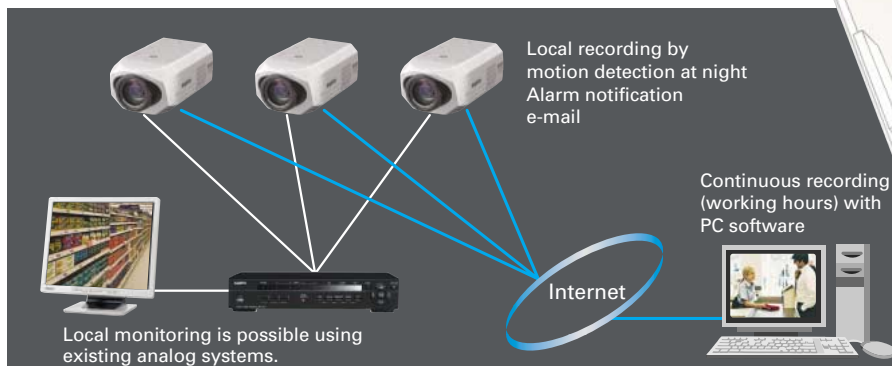 Local recording by
motion detection at night
Alarm notification
e-mail
Continuous recording
(working hours) with
PC software
Internet
Local monitoring is possible using
existing analog systems.